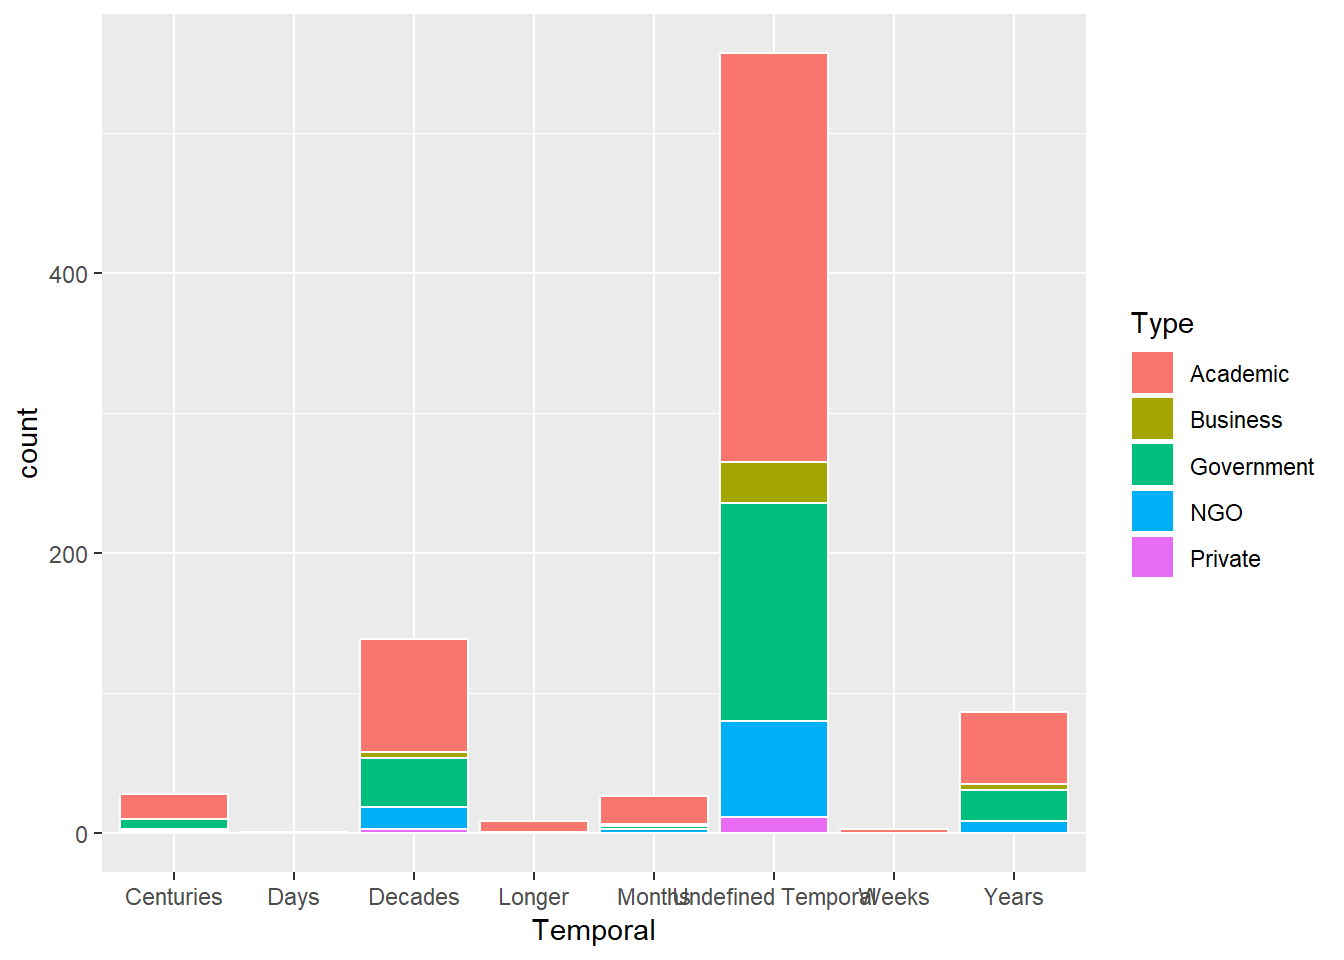 count
400
200
0
Centuries
Days
Decades
Longer
Months
Undefined Temporal
Weeks
Years
Temporal
Type
Academic
Business
Government
NGO
Private